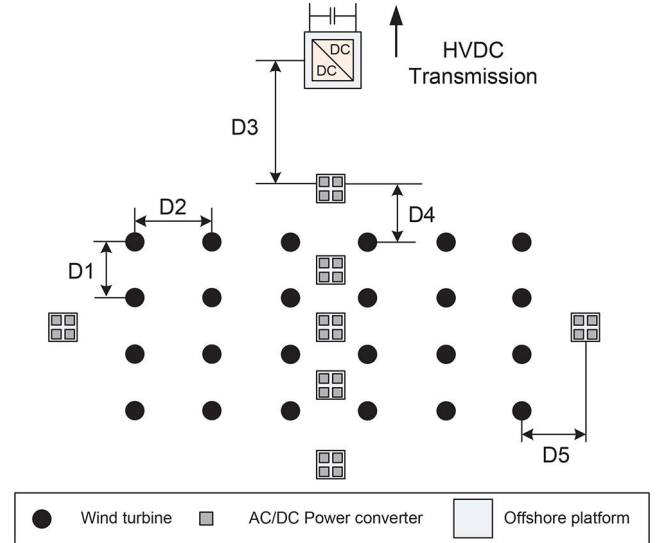 DC
DC
HVDC
Transmission
D3
D2
D4
D1
D5
Wind turbine
AC/DC Power converter
Offshore platform